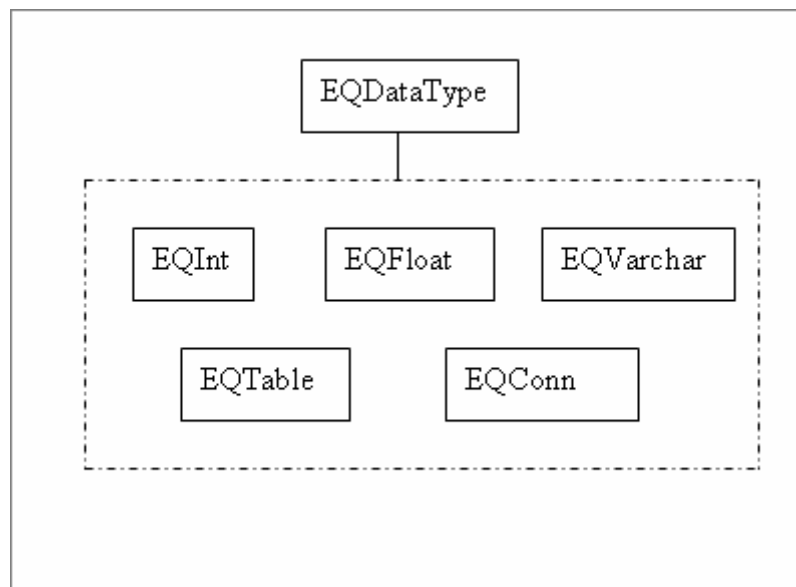 EQDataType
EQInt
EQFloat
EQVarchar
EQTable
EQConn